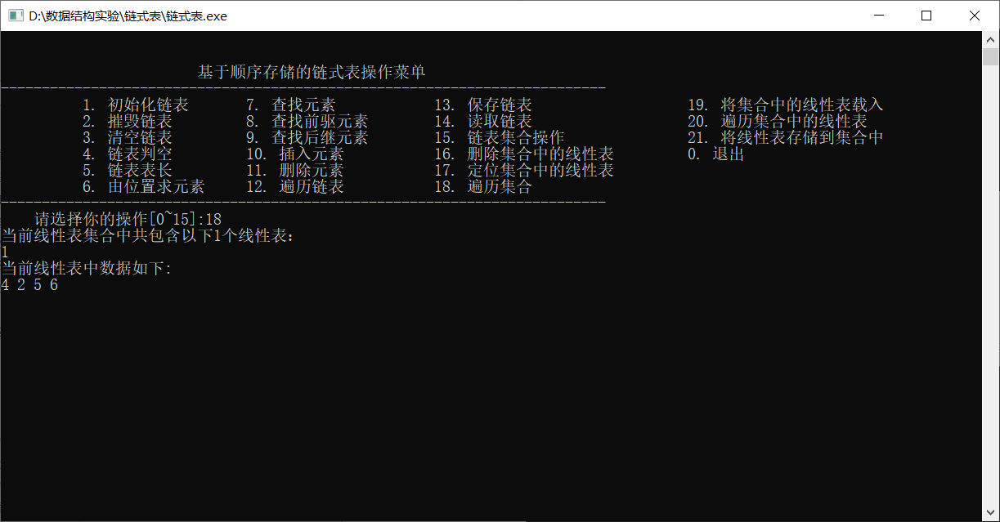 D:\数据结构实验\链式表\链式表.exe
基于顺序存储的链式表操作菜单
--------------------------------------------------------------------------
1. 初始化链表 7. 查找元素 13. 保存链表 19. 将集合中的线性表载入
2. 摧毁链表 8. 查找前驱元素 14. 读取链表 20. 遍历集合中的线性表
3. 清空链表 9. 查找后继元素 15. 链表集合操作 21. 将线性表存储到集合中
4. 链表判空 10. 插入元素 16. 删除集合中的线性表 0. 退出
5. 链表表长 11. 删除元素 17. 定位集合中的线性表
6. 由位置求元素 12. 遍历链表 18. 遍历集合
--------------------------------------------------------------------------
请选择你的操作[0~15]:18
当前线性表集合中共包含以下1个线性表：
1
当前线性表中数据如下:
4 2 5 6